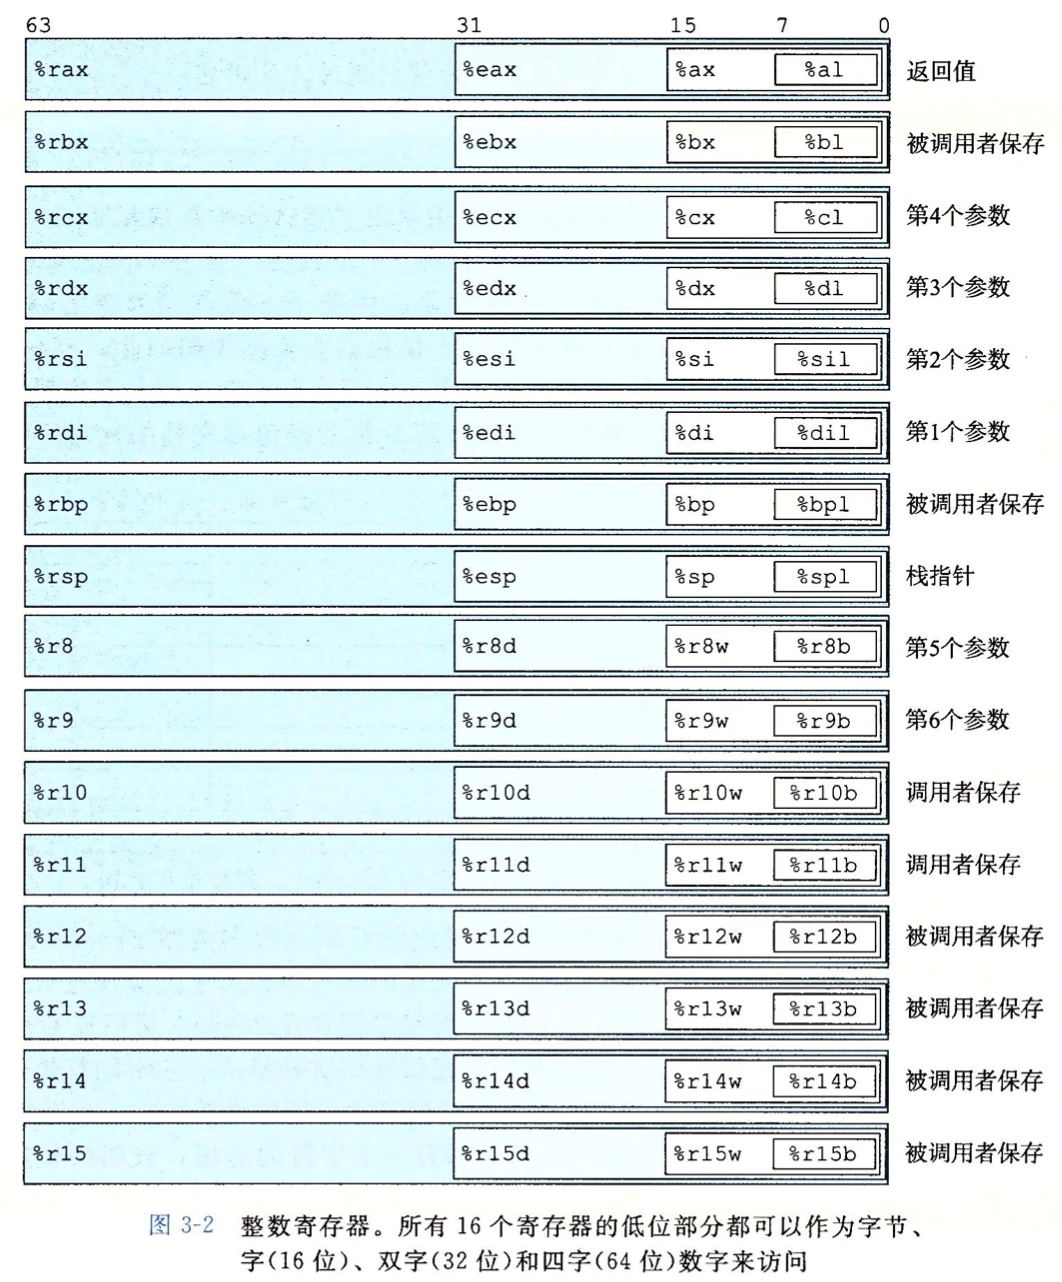 63 31 15 7 0
%rax %eax %ax %al 返回值
%rbx %ebx %bx %bl 被调用者保存
%rcx %ecx %cx %cl 第4个参数
%rdx %edx %dx %dl 第3个参数
%rsi %esi %si %sil 第2个参数
%rdi %edi %di %dil 第1个参数
%rbp %ebp %bp %bpl 被调用者保存
%rsp %esp %sp %spl 栈指针
%r8 %r8d %r8w %r8b 第5个参数
%r9 %r9d %r9w %r9b 第6个参数
%r10 %r10d %r10w %r10b 调用者保存
%r11 %r11d %r11w %r11b 调用者保存
%r12 %r12d %r12w %r12b 被调用者保存
%r13 %r13d %r13w %r13b 被调用者保存
%r14 %r14d %r14w %r14b 被调用者保存
%r15 %r15d %r15w %r15b 被调用者保存
图 3-2 整数寄存器。所有 16 个寄存器的低位部分都可以作为字节、
字(16 位)、双字(32 位)和四字(64 位)数字来访问